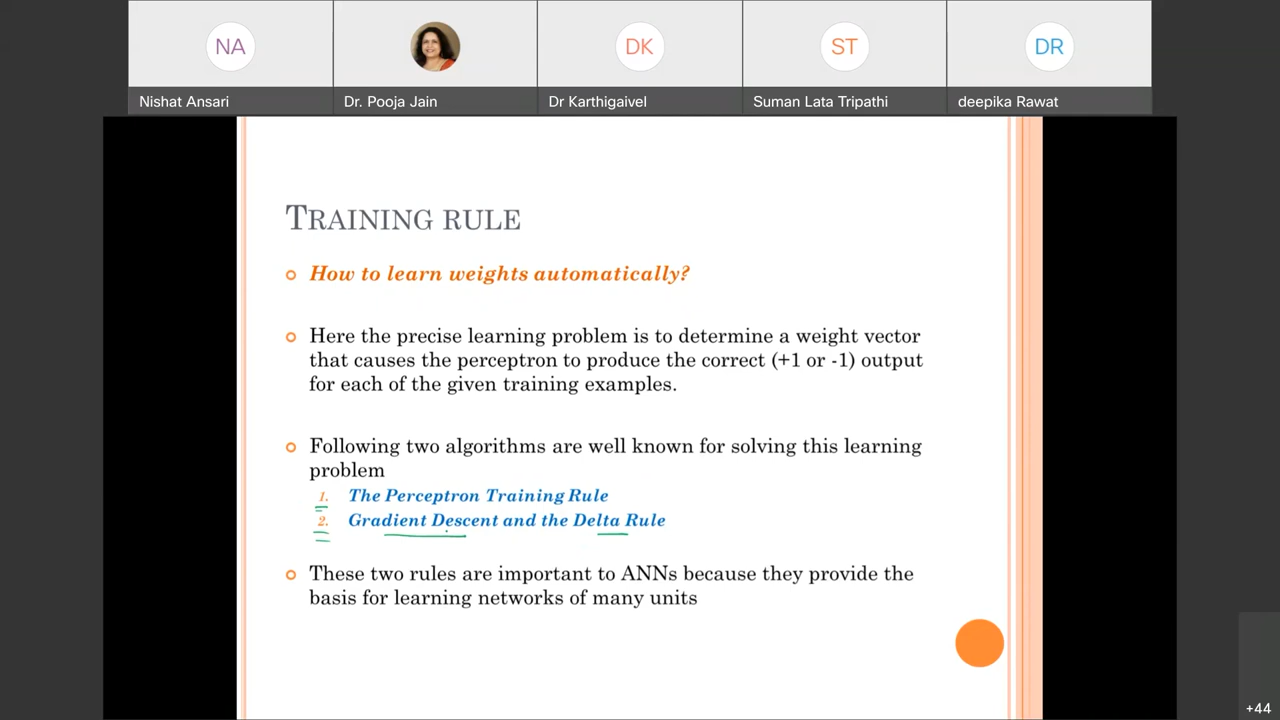 NA
DK
ST
DR
Nishat Ansari
Dr. Pooja Jain
Dr Karthigaivel
Suman Lata Tripathi
deepika Rawat
TRAINING RULE
How to learn weights automatically?
Here the precise learning problem is to determine a weight vector
that causes the perceptron to produce the correct (+1 or -1) output
for each of the given training examples.
Following two algorithms are well known for solving this learning
problem
1. The Perceptron Training Rule
2. Gradient Descent and the Delta Rule
These two rules are important to ANNs because they provide the
basis for learning networks of many units
+44